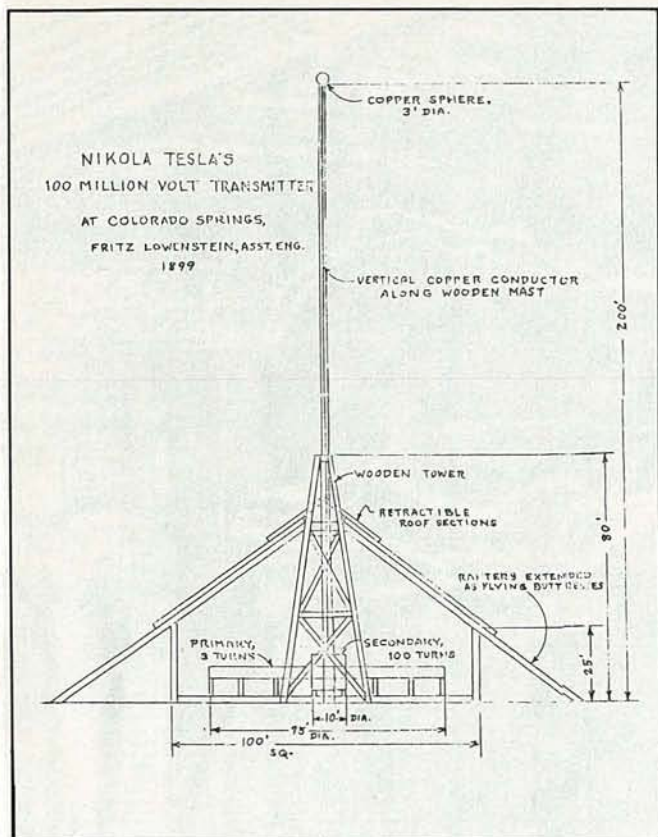 NIKOLA TESLA'S
100 MILLION VOLT TRANSMITTER
AT COLORADO SPRINGS,
FRITZ LOWENSTEIN, ASST. ENG.
1899
COPPER SPHERE,
3' DIA.
VERTICAL COPPER CONDUCTOR
ALONG WOODEN MAST
200'
WOODEN TOWER
RETRACTIBLE
ROOF SECTIONS
80'
EXTENDED
AS FLYING
PRIMARY,
3 TURNS
SECONDARY,
100 TURNS
25'
10' DIA.
75'
DIA.
100'
SQ.